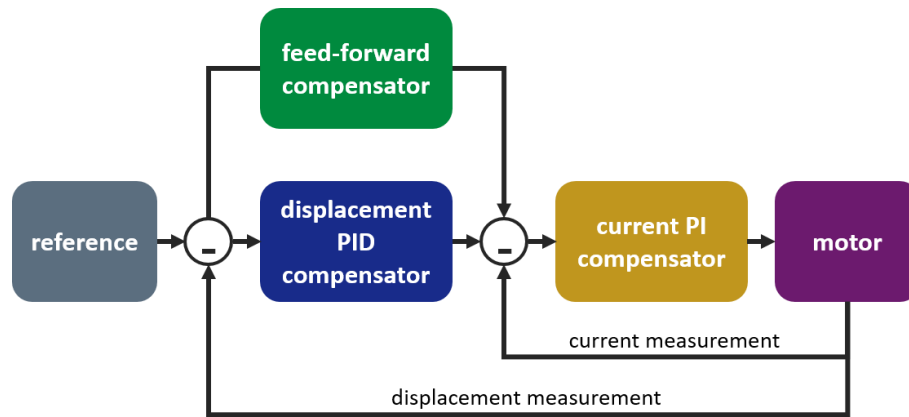 feed-forward
compensator
reference
-
displacement
PID
compensator
-
current PI
compensator
motor
current measurement
displacement measurement